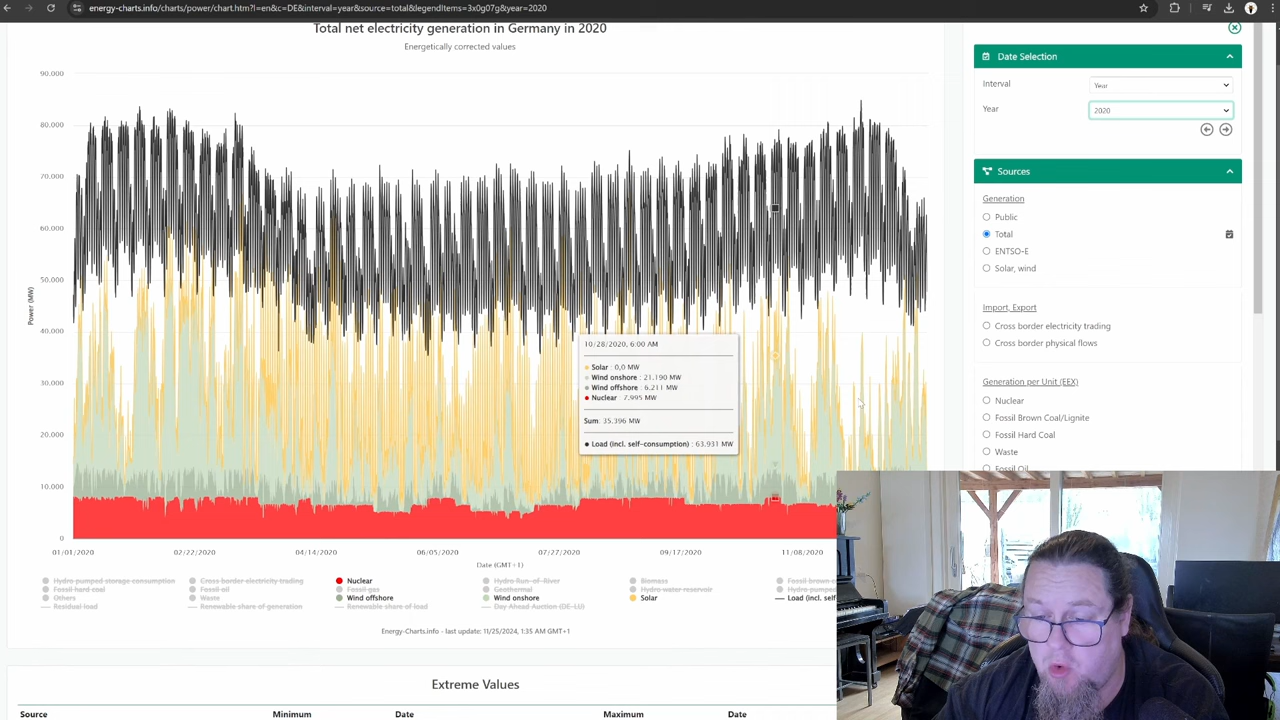 energy-charts.info/charts/power/chart.htm?l=en&c=DE&interval=year&legendItems=3x0g07g&year=2020
Total net electricity generation in Germany in 2020
Energetically corrected values
90.000
80.000
70.000
60.000
50.000
40.000
30.000
20.000
10.000
0
Power (MW)
01/01/2020 02/22/2020 04/14/2020 06/05/2020 07/27/2020 09/17/2020 11/08/2020
Date (GMT+1)
10/28/2020, 6:00 AM
Solar : 0,0 MW
Wind onshore : 21.190 MW
Wind offshore : 6.211 MW
Nuclear : 7.995 MW
Sum: 35.396 MW
Load (incl. self-consumption) : 63.931 MW
Hydro pumped storage consumption Cross border electricity trading Nuclear Hydro Run-of-River Biomass Fossil brown c
Fossil hard coal Fossil oil Fossil gas Geothermal Hydro water reservoir Hydro pumped
Others Waste Wind offshore Wind onshore Solar Load (incl. self
Residual load Renewable share of generation Renewable share of load Day Ahead Auction (DE-LU)
Energy-Charts.info - last update: 11/25/2024, 1:35 AM GMT+1
Extreme Values
Source Minimum Date Maximum Date
Date Selection
Interval Year
Year 2020
Sources
Generation
Public
Total
ENTSO-E
Solar, wind
Import, Export
Cross border electricity trading
Cross border physical flows
Generation per Unit (EEX)
Nuclear
Fossil Brown Coal/Lignite
Fossil Hard Coal
Waste
Fossil Oil